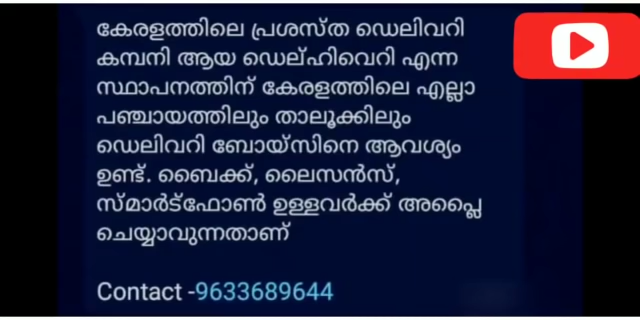 കേരളത്തിലെ പ്രശസ്ത ഡെലിവറി
കമ്പനി ആയ ഡെല്ഹിവെറി എന്ന
സ്ഥാപനത്തിന് കേരളത്തിലെ എല്ലാ
പഞ്ചായത്തിലും താലൂക്കിലും
ഡെലിവറി ബോയ്സിനെ ആവശ്യം
ഉണ്ട്. ബൈക്ക്, ലൈസൻസ്,
സ്മാർട്ഫോൺ ഉള്ളവർക്ക് അപ്ലൈ
ചെയ്യാവുന്നതാണ്
Contact -9633689644